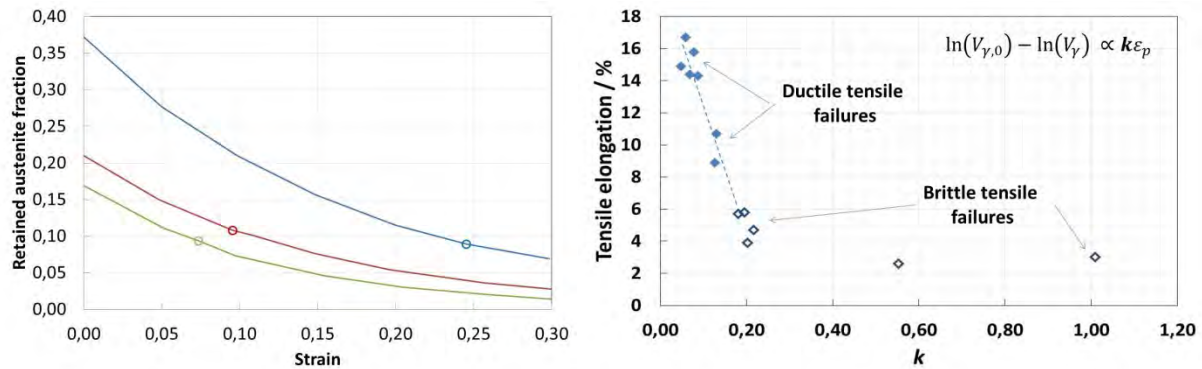 0,40
0,35
0,30
0,25
0,20
0,15
0,10
0,05
0,00
Retained austenite fraction
0,00 0,05 0,10 0,15 0,20 0,25 0,30
Strain
18
16
14
12
10
8
6
4
2
0
Tensile elongation / %
ln(Vγ,0) − ln(Vγ) ∝ kεp
Ductile tensile
failures
Brittle tensile
failures
0,00 0,20 0,40 0,60 0,80 1,00 1,20
k